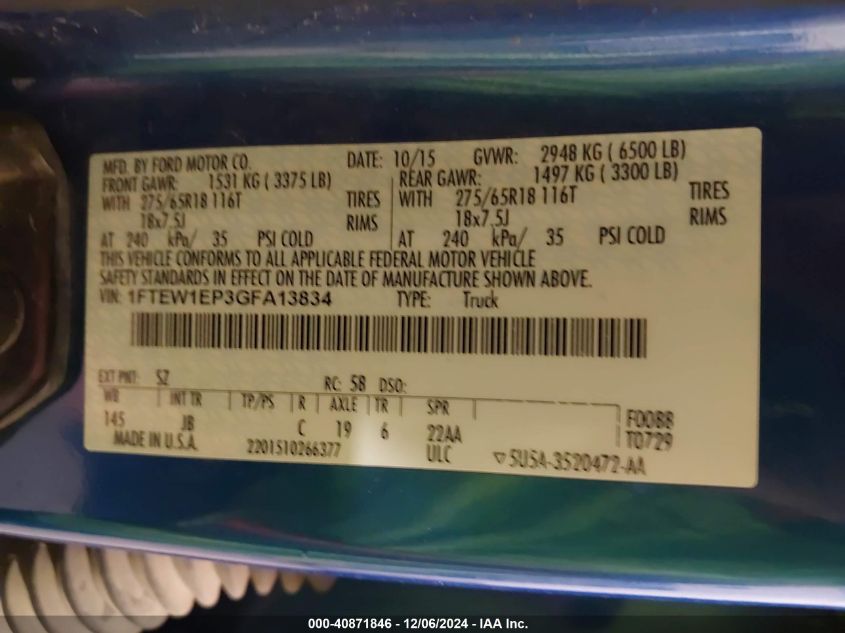 MFD. BY FORD MOTOR CO. DATE: 10/15 GVWR: 2948 KG ( 6500 LB)
FRONT GAWR: 1531 KG ( 3375 LB) REAR GAWR: 1497 KG ( 3300 LB)
WITH 275/65R18 116T TIRES WITH 275/65R18 116T TIRES
18x7.5J RIMS 18x7.5J RIMS
AT 240 kPa/ 35 PSI COLD AT 240 kPa/ 35 PSI COLD
THIS VEHICLE CONFORMS TO ALL APPLICABLE FEDERAL MOTOR VEHICLE
SAFETY STANDARDS IN EFFECT ON THE DATE OF MANUFACTURE SHOWN ABOVE.
VIN: 1FTEW1EP3GFA13834 TYPE: Truck
EXT PNT: SZ RC: 58 DSO:
WB INT TR TP/PS R AXLE TR SPR
145 JB C 19 6 22AA F0088
MADE IN U.S.A. 2201510266377 ULC T0729
▽5U5A-3520472-AA
000-40871846 - 12/06/2024 - IAA Inc.